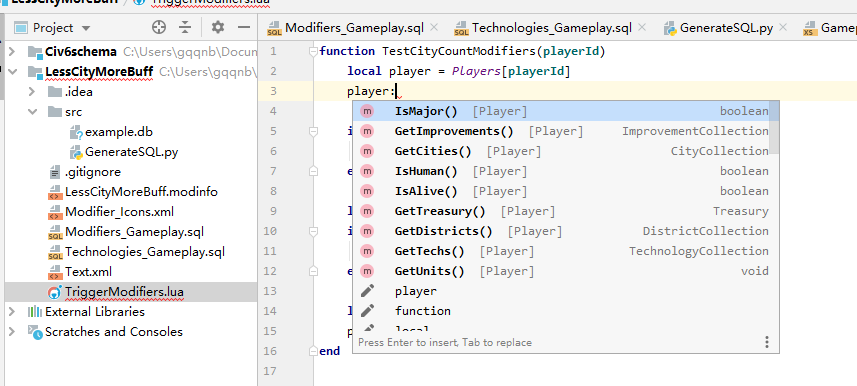 LessCityMoreBuff
TriggerModifiers.lua
Project
Civ6schema C:\Users\gqqnb\Docum
LessCityMoreBuff C:\Users\gqqnb\
.idea
src
example.db
GenerateSQL.py
.gitignore
LessCityMoreBuff.modinfo
Modifier_Icons.xml
Modifiers_Gameplay.sql
Technologies_Gameplay.sql
Text.xml
TriggerModifiers.lua
External Libraries
Scratches and Consoles
Modifiers_Gameplay.sql
Technologies_Gameplay.sql
GenerateSQL.py
Gamep
1 function TestCityCountModifiers(playerId)
2 local player = Players[playerId]
3 player:
4
5 i
6
7 e
8
9 l
10 i
11
12 e
13
14 l
15 p
16 end
17
IsMajor() [Player] boolean
GetImprovements() [Player] ImprovementCollection
GetCities() [Player] CityCollection
IsHuman() [Player] boolean
IsAlive() [Player] boolean
GetTreasury() [Player] Treasury
GetDistricts() [Player] DistrictCollection
GetTechs() [Player] TechnologyCollection
GetUnits() [Player] void
player
function
local
Press Enter to insert, Tab to replace